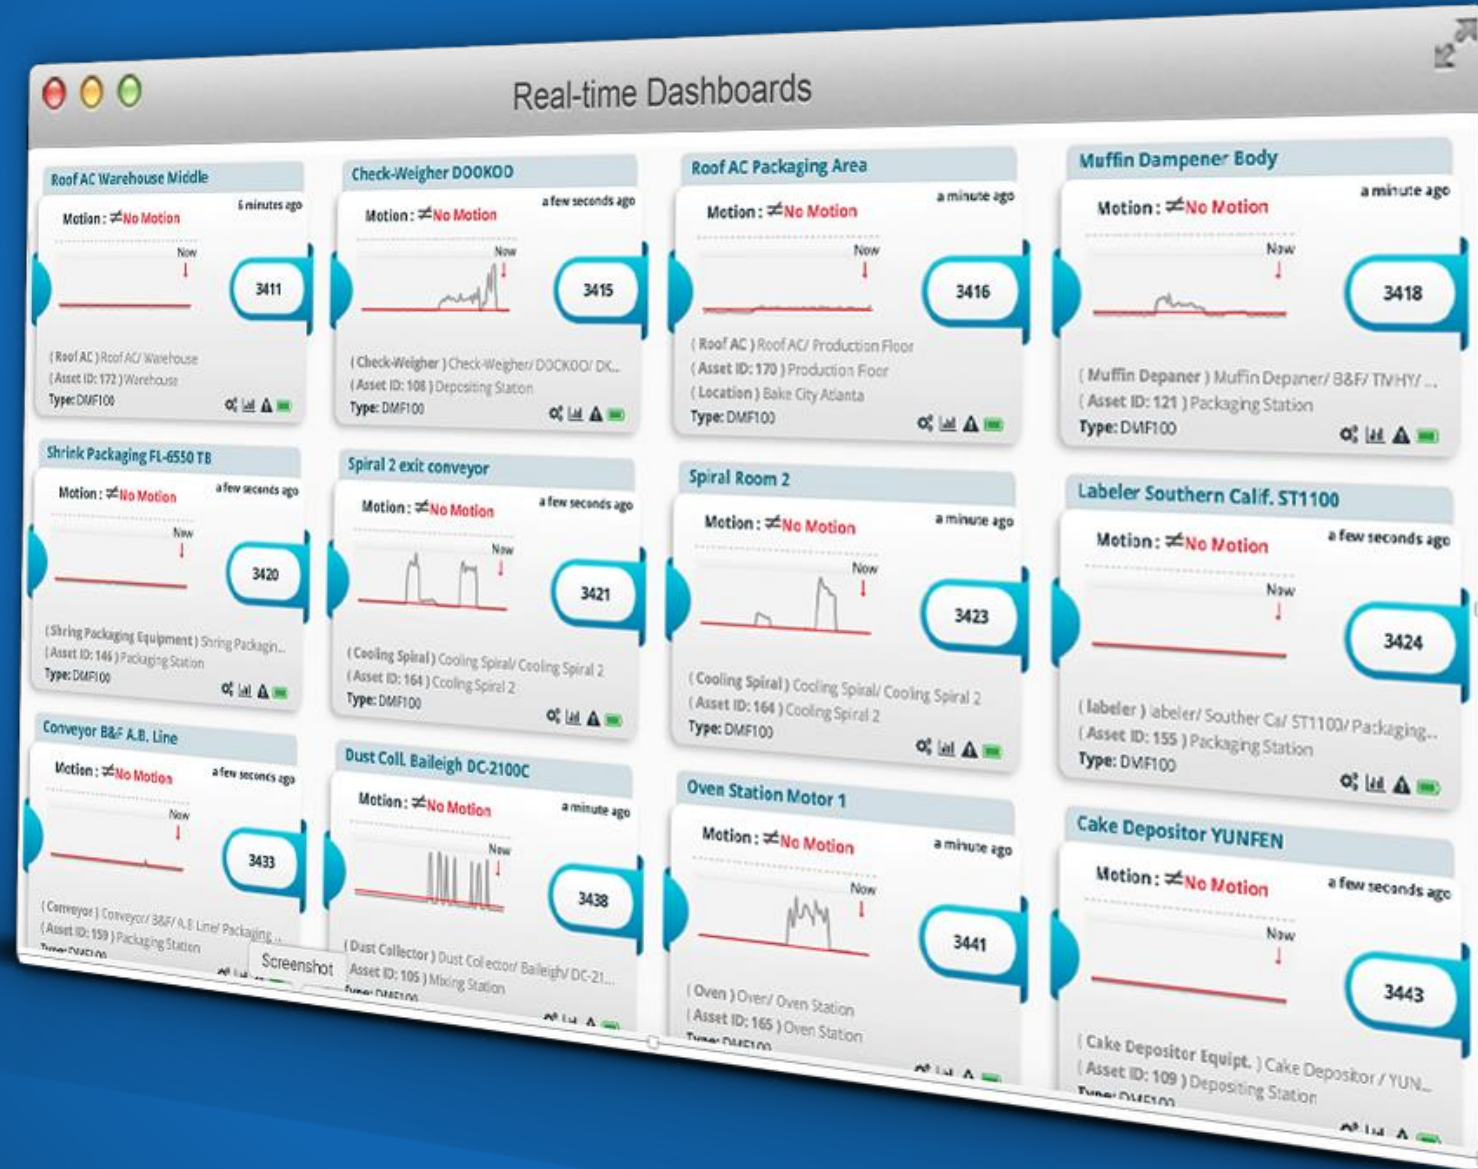 Real-time Dashboards
Roof AC Warehouse Middle
6 minutes ago
Motion : ≠No Motion
Now
3411
( Roof AC ) Roof AC/ Warehouse
( Asset ID: 172 ) Warehouse
Type: DMF100
Check-Weigher DOOKOO
a few seconds ago
Motion : ≠No Motion
Now
3415
( Check-Weigher ) Check-Weigher/ DOOKOO/ DK...
( Asset ID: 108 ) Depositing Station
Type: DMF100
Roof AC Packaging Area
a minute ago
Motion : ≠No Motion
Now
3416
( Roof AC ) Roof AC/ Production Floor
( Asset ID: 170 ) Production Floor
( Location ) Bake City Atlanta
Type: DMF100
Muffin Dampener Body
a minute ago
Motion : ≠No Motion
Now
3418
( Muffin Depaner ) Muffin Depaner/ B&F/ TMHY/ ...
( Asset ID: 121 ) Packaging Station
Type: DMF100
Shrink Packaging FL-6550 TB
a few seconds ago
Motion : ≠No Motion
Now
3420
( Shring Packaging Equipment ) Shring Packagin...
( Asset ID: 146 ) Packaging Station
Type: DMF100
Spiral 2 exit conveyor
a few seconds ago
Motion : ≠No Motion
Now
3421
( Cooling Spiral ) Cooling Spiral/ Cooling Spiral 2
( Asset ID: 164 ) Cooling Spiral 2
Type: DMF100
Spiral Room 2
a minute ago
Motion : ≠No Motion
Now
3423
( Cooling Spiral ) Cooling Spiral/ Cooling Spiral 2
( Asset ID: 164 ) Cooling Spiral 2
Type: DMF100
Labeler Southern Calif. ST1100
a few seconds ago
Motion : ≠No Motion
Now
3424
( labeler ) labeler/ Souther Ca/ ST1100/ Packaging...
( Asset ID: 155 ) Packaging Station
Type: DMF100
Conveyor B&F A.B. Line
a few seconds ago
Motion : ≠No Motion
Now
3433
( Conveyor ) Conveyor/ B&F/ A.B Line/ Packaging ...
( Asset ID: 159 ) Packaging Station
Type: DMF100
Screenshot
Dust Coll. Baileigh DC-2100C
a minute ago
Motion : ≠No Motion
Now
3438
( Dust Collector ) Dust Collector/ Baileigh/ DC-21...
Asset ID: 105 ) Mixing Station
Type: DMF100
Oven Station Motor 1
a minute ago
Motion : ≠No Motion
Now
3441
( Oven ) Oven/ Oven Station
( Asset ID: 165 ) Oven Station
Type: DMF100
Cake Depositor YUNFEN
a few seconds ago
Motion : ≠No Motion
Now
3443
( Cake Depositor Equipt. ) Cake Depositor / YUN...
( Asset ID: 109 ) Depositing Station
Type: DMF100